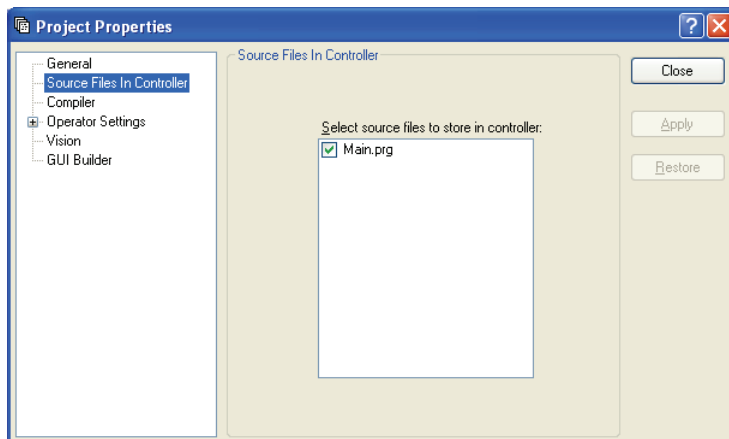 Project Properties
General
Source Files In Controller
Compiler
Operator Settings
Vision
GUI Builder
Source Files In Controller
Select source files to store in controller:
Main.prg
Close
Apply
Restore